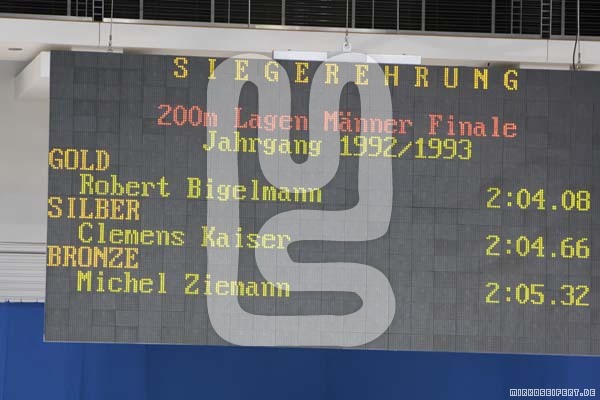 SIEGEREHRUNG
200m Lagen Männer Finale
Jahrgang 1992/1993
GOLD
Robert Bigelmann 2:04.08
SILBER
Clemens Kaiser 2:04.66
BRONZE
Michel Ziemann 2:05.32
MIRKOSEIFERT.DE